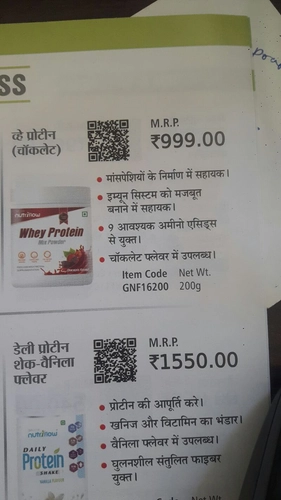 SS
व्हे प्रोटीन
(चॉकलेट)
M.R.P.
₹999.00
• मांसपेशियों के निर्माण में सहायक।
• इम्यून सिस्टम को मजबूत
बनाने में सहायक।
• 9 आवश्यक अमीनो एसिड्स
से युक्त।
• चॉकलेट फ्लेवर में उपलब्ध।
Item Code Net Wt.
GNF16200 200g
nutriflow
Whey Protein
Mix Powder
डेली प्रोटीन
शेक-वैनिला
फ्लेवर
M.R.P.
₹1550.00
• प्रोटीन की आपूर्ति करे।
• खनिज और विटामिन का भंडार।
• वैनिला फ्लेवर में उपलब्ध।
• घुलनशील संतुलित फाइबर
युक्त।
nutriflow
DAILY
Protein
SHAKE